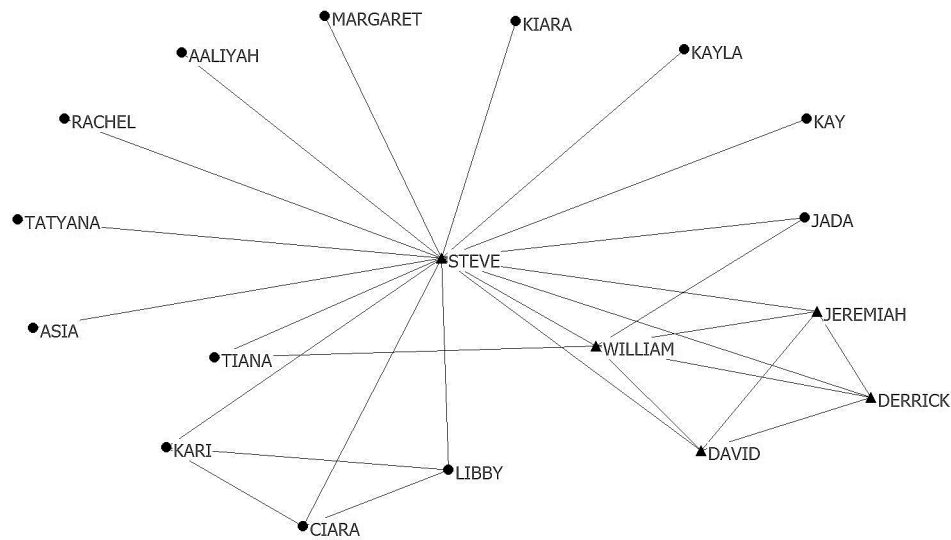 MARGARET
KIARA
AALIYAH
KAYLA
RACHEL
KAY
TATYANA
JADA
STEVE
JEREMIAH
ASIA
WILLIAM
TIANA
DERRICK
KARI
DAVID
LIBBY
CIARA